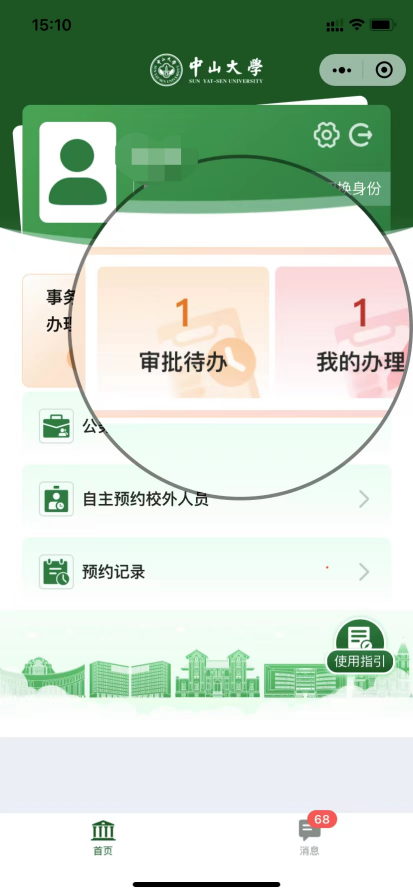 15:10
中山大學
SUN YAT-SEN UNIVERSITY
换身份
事务
办理
1
审批待办
1
我的办理
公务
自主预约校外人员
预约记录
使用指引
首页
68
消息